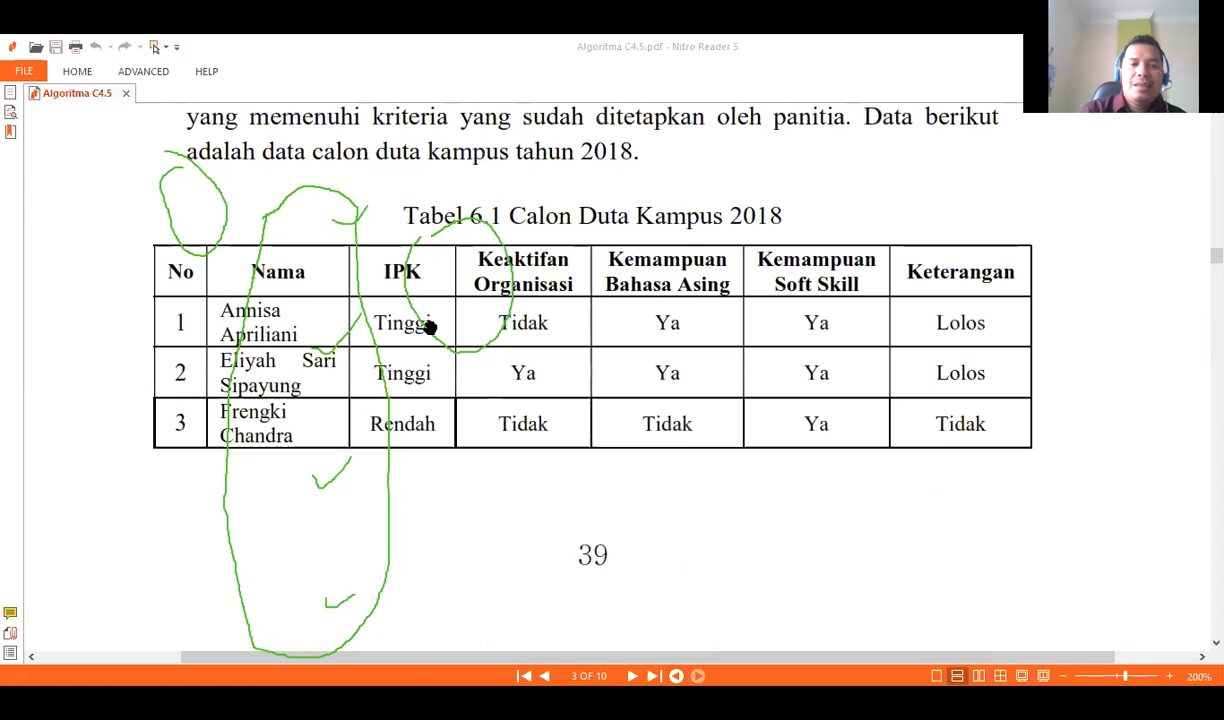 Algoritma C4.5.pdf - Nitro Reader 5
FILE HOME ADVANCED HELP
Algoritma C4.5
yang memenuhi kriteria yang sudah ditetapkan oleh panitia. Data berikut
adalah data calon duta kampus tahun 2018.
Tabel 6.1 Calon Duta Kampus 2018
No Nama IPK Keaktifan Organisasi Kemampuan Bahasa Asing Kemampuan Soft Skill Keterangan
1 Annisa Apriliani Tinggi Tidak Ya Ya Lolos
2 Eliyah Sari Sipayung Tinggi Ya Ya Ya Lolos
3 Frengki Chandra Rendah Tidak Tidak Ya Tidak
39
3 OF 10
200%